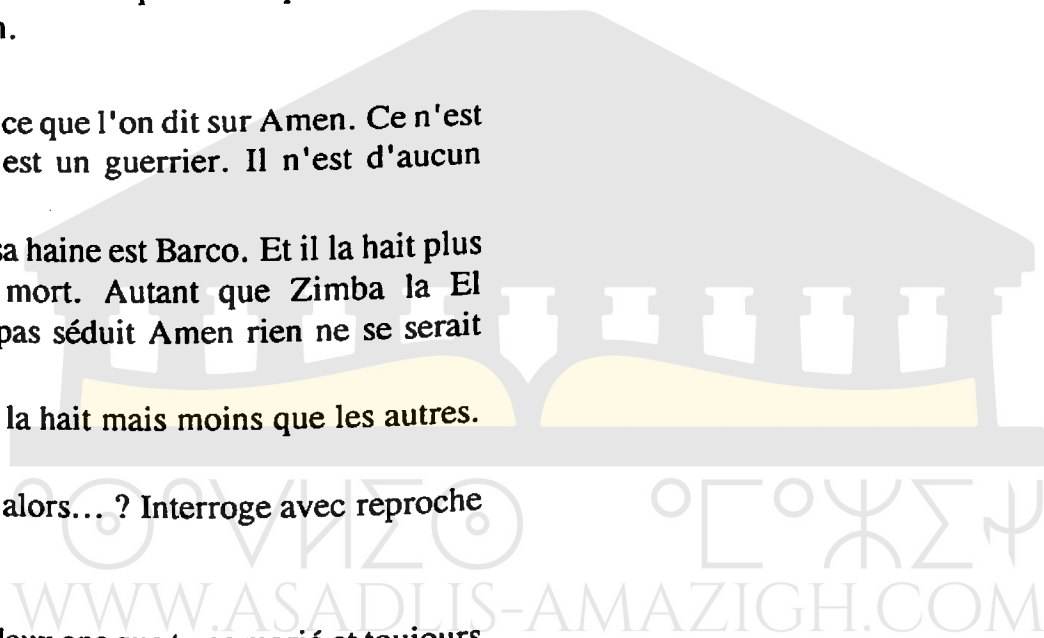 n.
ce que l'on dit sur Amen. Ce n'est
est un guerrier. Il n'est d'aucun
sa haine est Barco. Et il la hait plus
mort. Autant que Zimba la El
pas séduit Amen rien ne se serait
la hait mais moins que les autres.
alors... ? Interroge avec reproche
ⵙⵙⴷⵍⵉⵙ ⵏ ⵎⴰⵣⵉⵖ
WWW.ASADLIS-AMAZIGH.COM